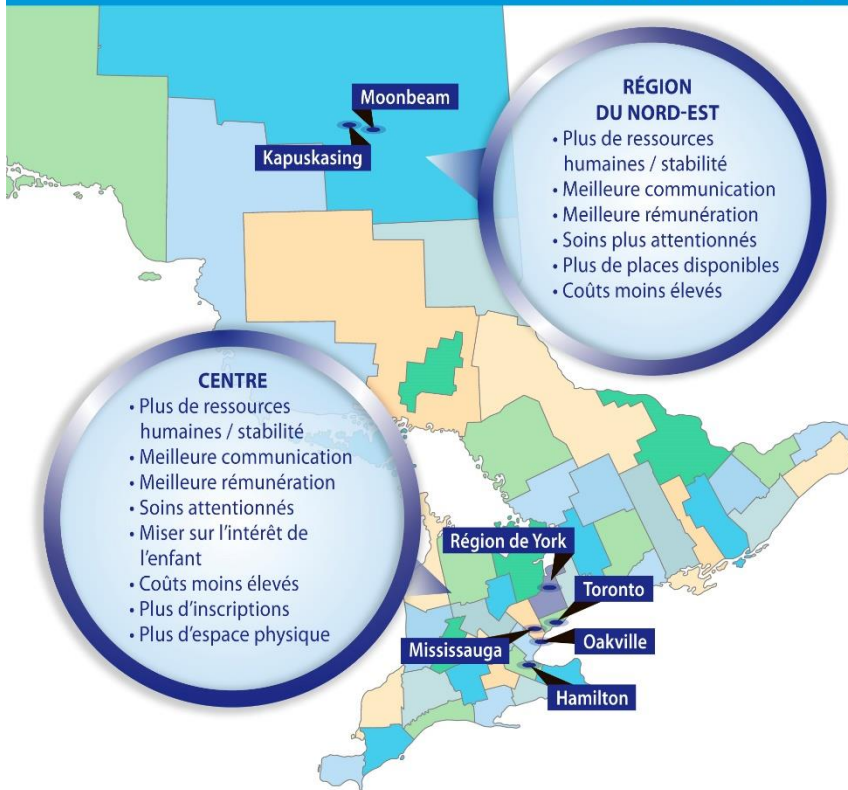 Moonbeam
Kapuskasing
RÉGION
DU NORD-EST
• Plus de ressources
humaines / stabilité
• Meilleure communication
• Meilleure rémunération
• Soins plus attentionnés
• Plus de places disponibles
• Coûts moins élevés
CENTRE
• Plus de ressources
humaines / stabilité
• Meilleure communication
• Meilleure rémunération
• Soins attentionnés
• Miser sur l'intérêt de
l'enfant
• Coûts moins élevés
• Plus d'inscriptions
• Plus d'espace physique
Région de York
Toronto
Mississauga
Oakville
Hamilton